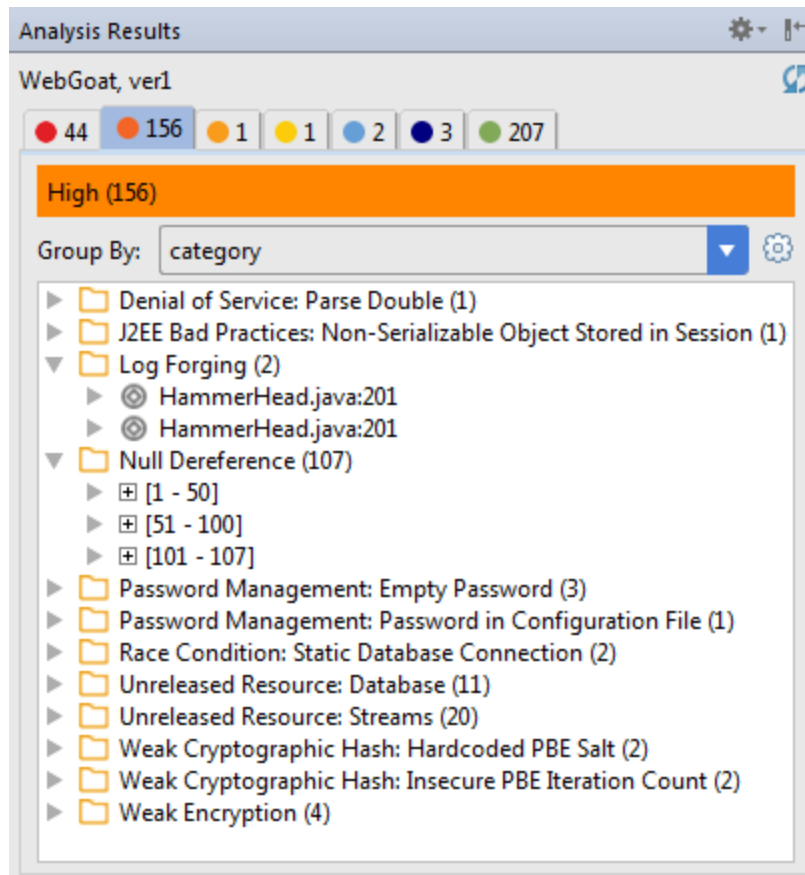 Analysis Results
WebGoat, ver1
44 156 1 1 2 3 207
High (156)
Group By: category
Denial of Service: Parse Double (1)
J2EE Bad Practices: Non-Serializable Object Stored in Session (1)
Log Forging (2)
HammerHead.java:201
HammerHead.java:201
Null Dereference (107)
[1 - 50]
[51 - 100]
[101 - 107]
Password Management: Empty Password (3)
Password Management: Password in Configuration File (1)
Race Condition: Static Database Connection (2)
Unreleased Resource: Database (11)
Unreleased Resource: Streams (20)
Weak Cryptographic Hash: Hardcoded PBE Salt (2)
Weak Cryptographic Hash: Insecure PBE Iteration Count (2)
Weak Encryption (4)